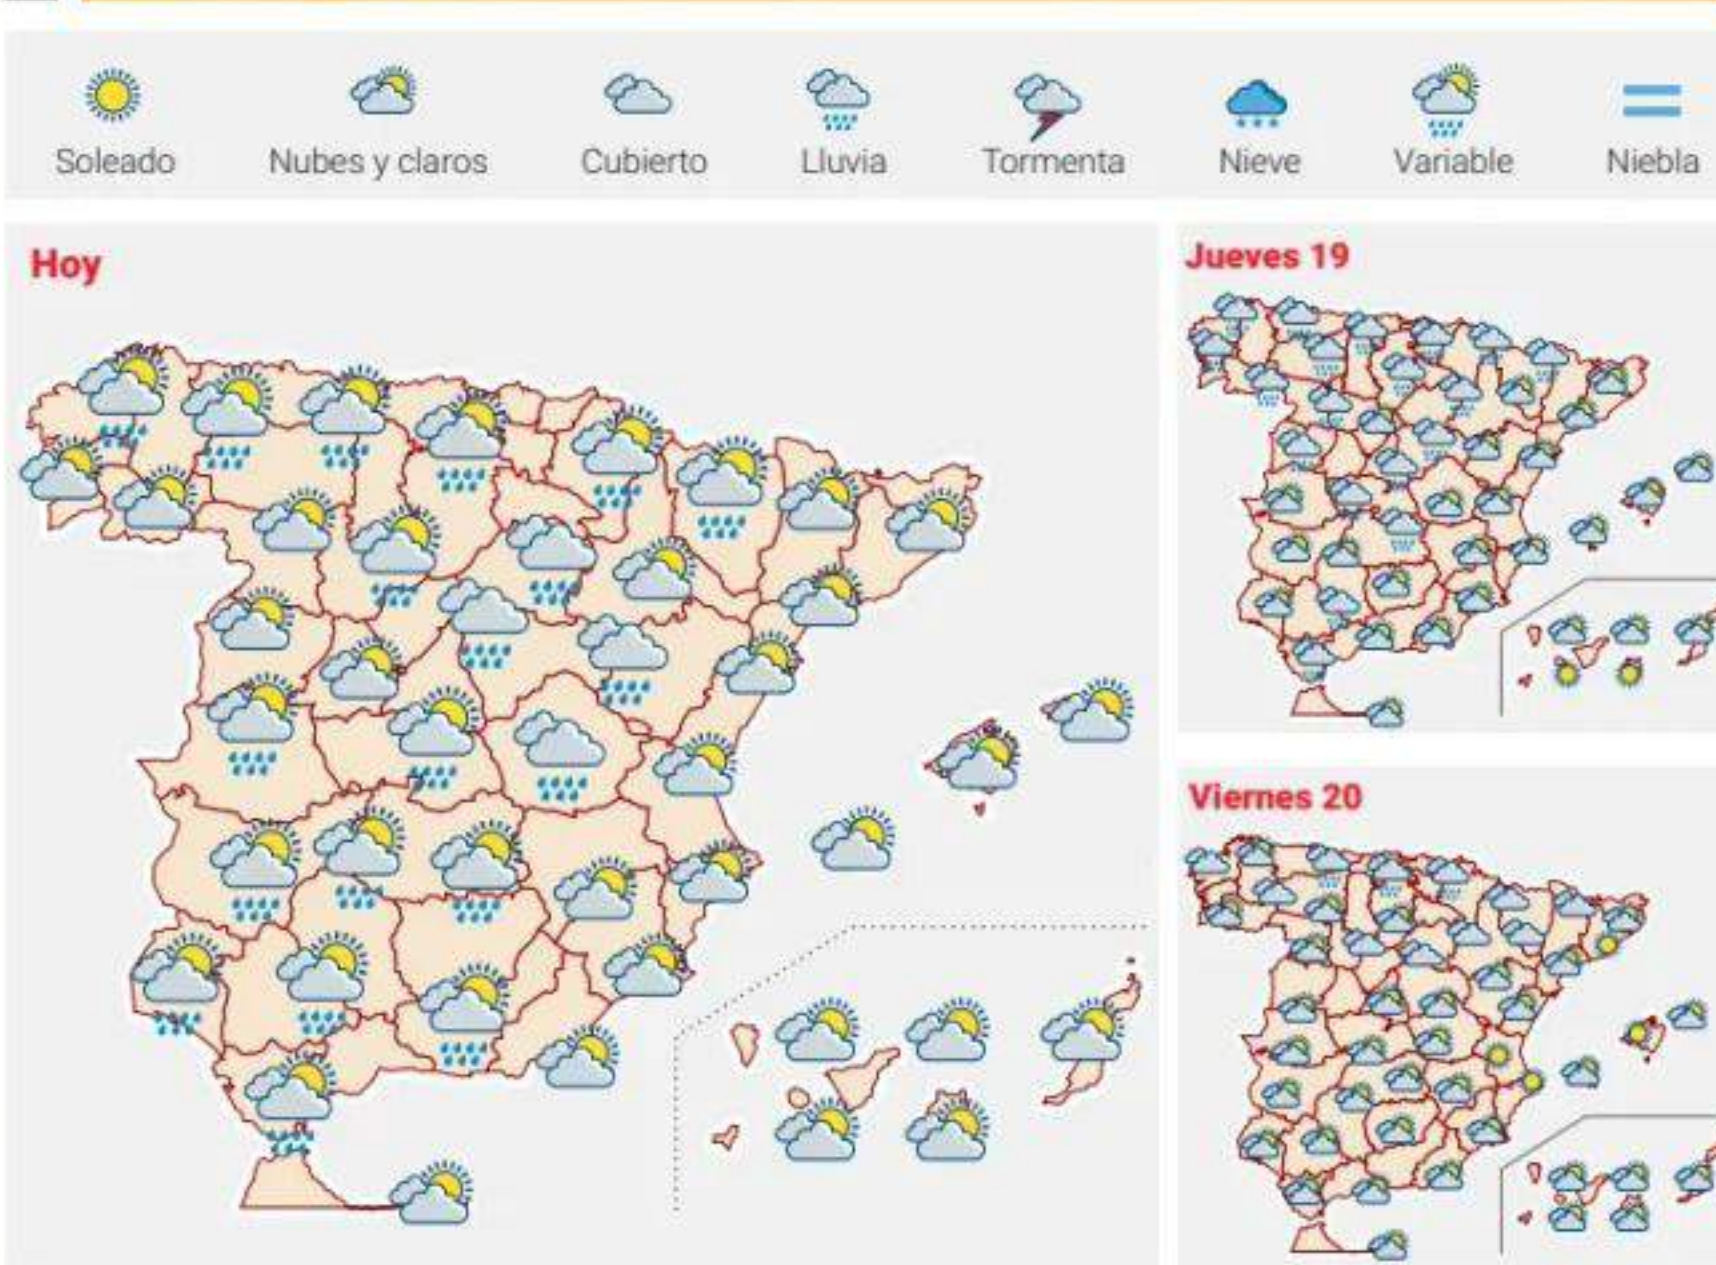 Soleado
Nubes y claros
Cubierto
Lluvia
Tormenta
Nieve
Variable
Niebla
Hoy
Jueves 19
Viernes 20